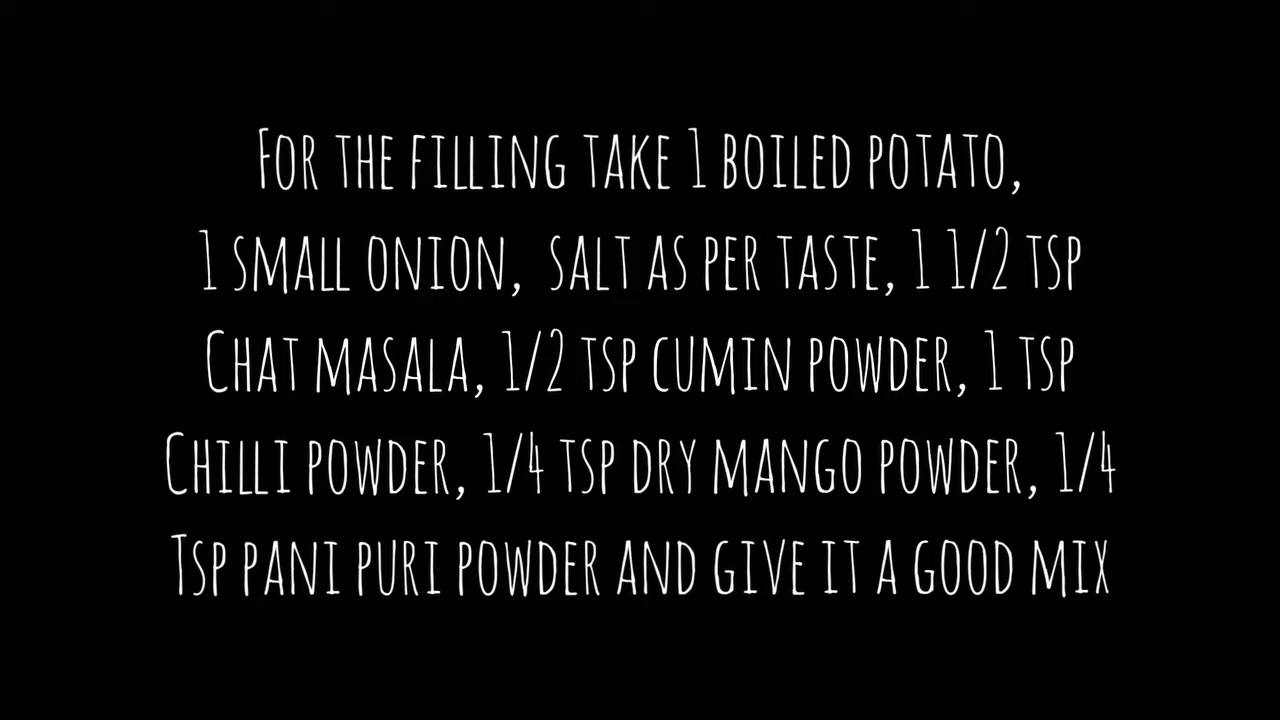 For the filling take 1 boiled potato,
1 small onion, salt as per taste, 1 1/2 tsp
Chat masala, 1/2 tsp cumin powder, 1 tsp
Chilli powder, 1/4 tsp dry mango powder, 1/4
Tsp pani puri powder and give it a good mix